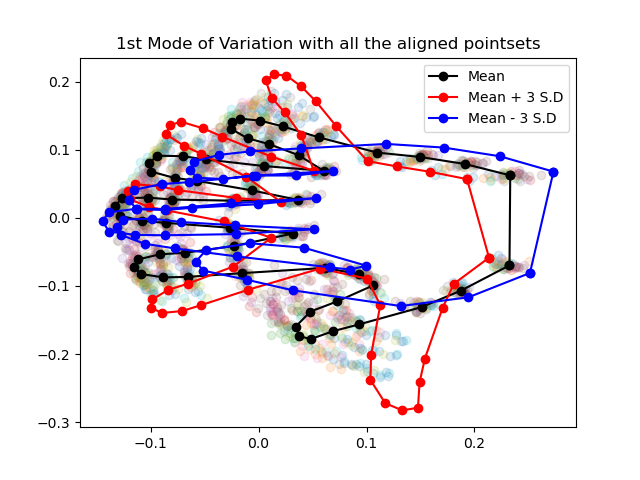 1st Mode of Variation with all the aligned pointsets
Mean
Mean + 3 S.D
Mean - 3 S.D
0.2
0.1
0.0
−0.1
−0.2
−0.3
−0.1 0.0 0.1 0.2